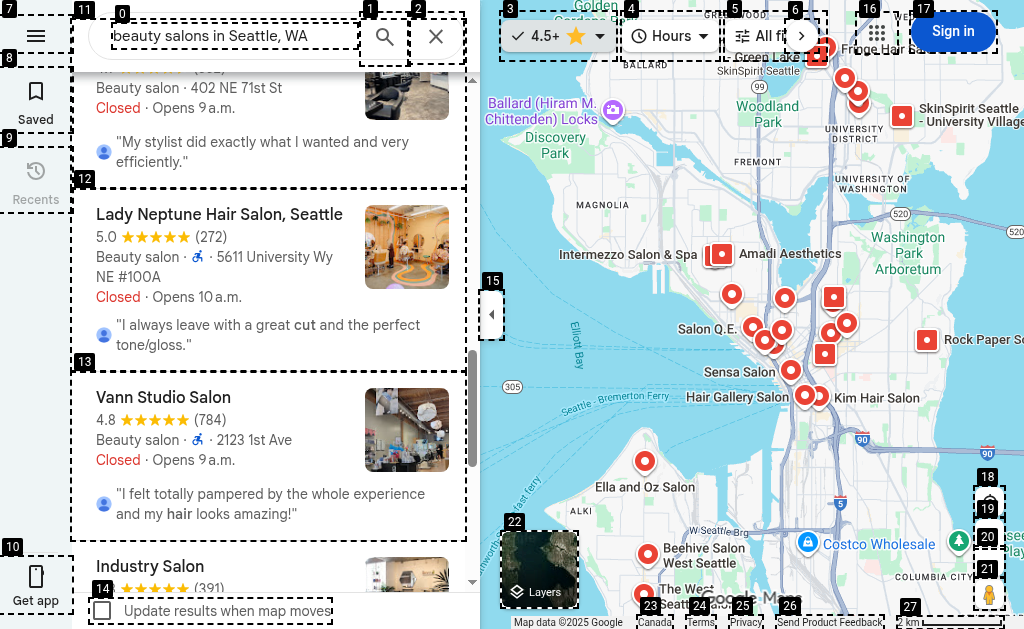 beauty salons in Seattle, WA
4.5+
Hours
All fi
Sign in
Saved
Recents
Get app
Beauty salon · 402 NE 71st St
Closed · Opens 9 a.m.
"My stylist did exactly what I wanted and very
efficiently."
Lady Neptune Hair Salon, Seattle
5.0 (272)
Beauty salon · 5611 University Wy
NE #100A
Closed · Opens 10 a.m.
"I always leave with a great cut and the perfect
tone/gloss."
Vann Studio Salon
4.8 (784)
Beauty salon · 2123 1st Ave
Closed · Opens 9 a.m.
"I felt totally pampered by the whole experience
and my hair looks amazing!"
Industry Salon
(391)
Update results when map moves
0
1
2
3
4
5
6
7
8
9
10
11
12
13
14
15
16
17
18
19
20
21
22
23
24
25
26
27
Golden
GREENWOOD
Green Lake
SkinSpirit Seattle
BALLARD
99
Fringe Hair
Ballard (Hiram M.
Chittenden) Locks
Discovery
Park
Woodland
Park
SkinSpirit Seattle
- University Village
UNIVERSITY
DISTRICT
FREMONT
UNIVERSITY OF
WASHINGTON
MAGNOLIA
520
520
Washington
Park
Arboretum
Intermezzo Salon & Spa
Amadi Aesthetics
Salon Q.E.
Elliott Bay
Rock Paper
Sensa Salon
305
Seattle - Bremerton Ferry
Hair Gallery Salon
Kim Hair Salon
90
90
Ella and Oz Salon
5
fast ferry
ALKI
W Seattle Brg
Costco Wholesale
Beehive Salon
West Seattle
COLUMBIA CITY
The West
Layers
Google Maps
Map data ©2025 Google
Canada
Terms
Privacy
Send Product Feedback
2 km